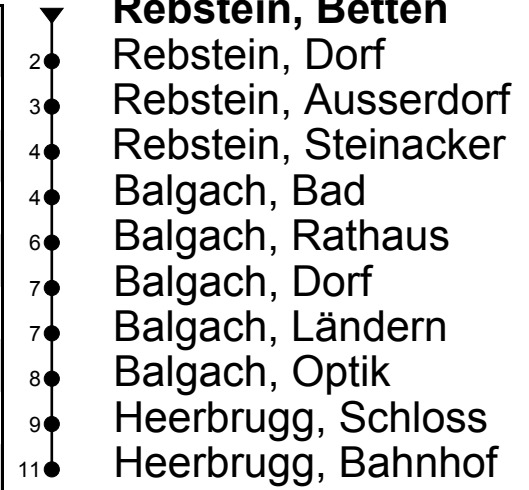 Rebstein, Betten
2 Rebstein, Dorf
3 Rebstein, Ausserdorf
4 Rebstein, Steinacker
4 Balgach, Bad
6 Balgach, Rathaus
7 Balgach, Dorf
7 Balgach, Ländern
8 Balgach, Optik
9 Heerbrugg, Schloss
11 Heerbrugg, Bahnhof